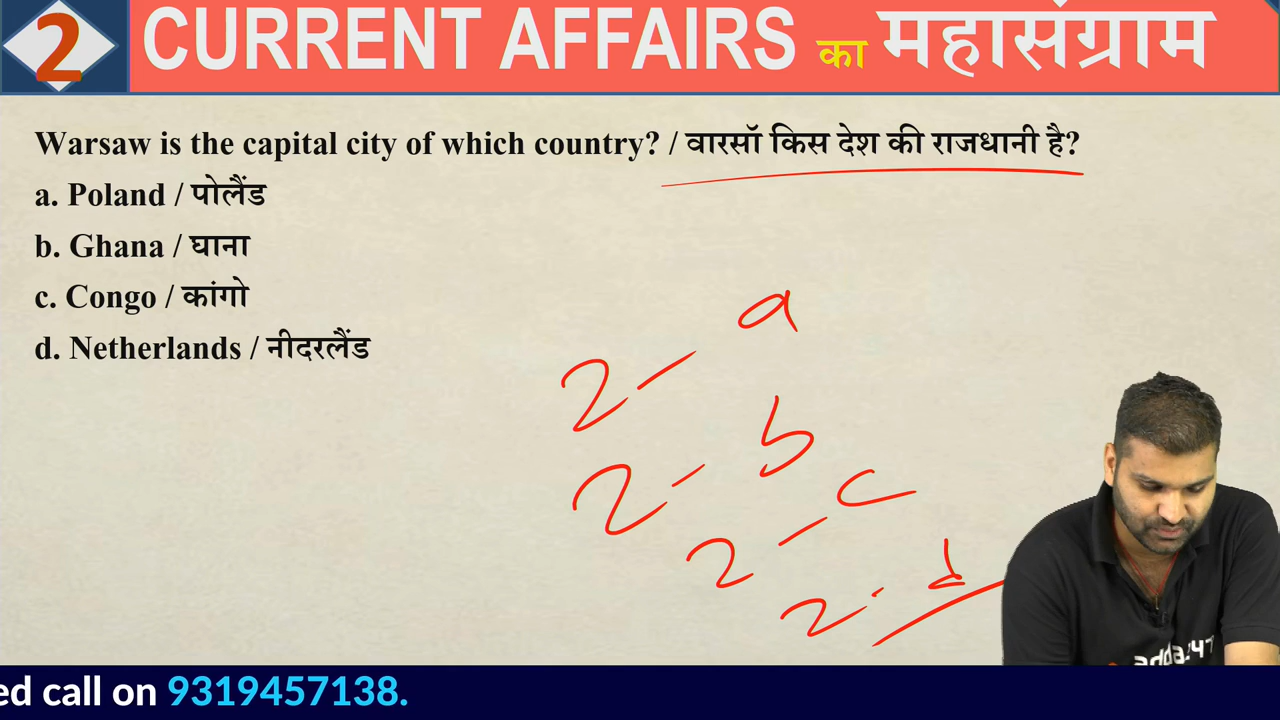 2 CURRENT AFFAIRS का महासंग्राम
Warsaw is the capital city of which country? / वारसॉ किस देश की राजधानी है?
a. Poland / पोलैंड
b. Ghana / घाना
c. Congo / कांगो
d. Netherlands / नीदरलैंड
2 - a
2 - b
2 - c
2 - d
adda247
ed call on 9319457138.